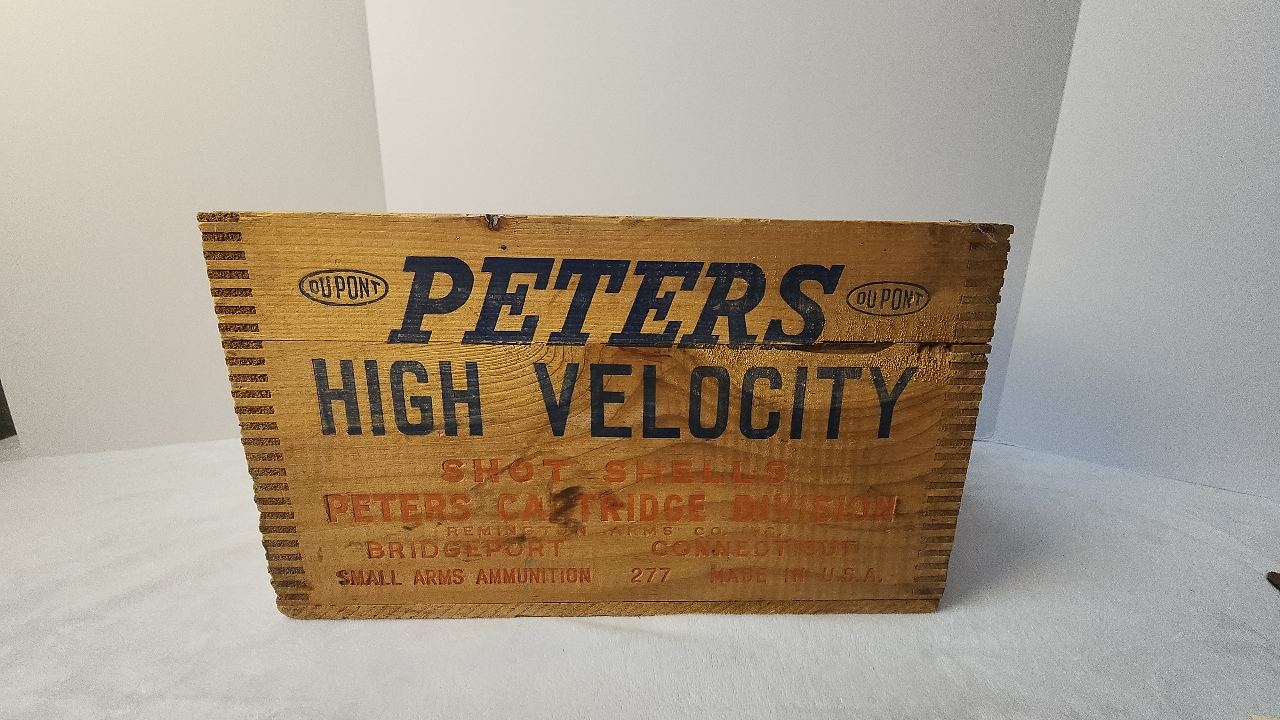 DU PONT PETERS DU PONT
HIGH VELOCITY
SHOT SHELLS
PETERS CARTRIDGE DIVISION
REMINGTON ARMS CO. INC.
BRIDGEPORT CONNECTICUT
SMALL ARMS AMMUNITION 277 MADE IN U.S.A.